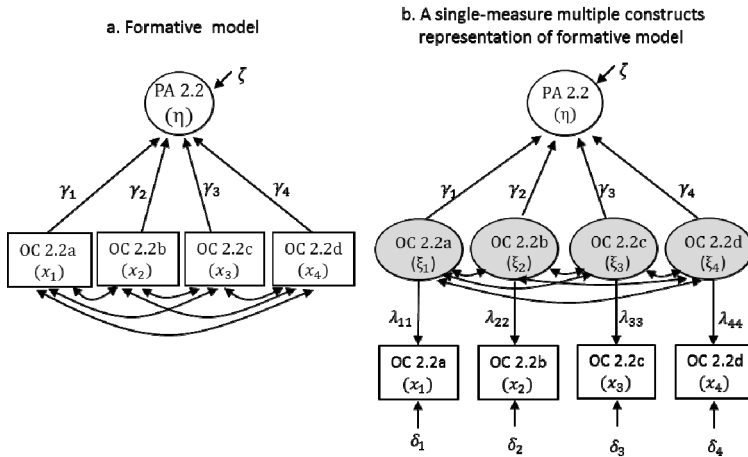 a. Formative model
ζ
PA 2.2
(η)
γ₁ γ₂ γ₃ γ₄
OC 2.2a OC 2.2b OC 2.2c OC 2.2d
(x₁) (x₂) (x₃) (x₄)
b. A single-measure multiple constructs
representation of formative model
ζ
PA 2.2
(η)
γ₁ γ₂ γ₃ γ₄
OC 2.2a OC 2.2b OC 2.2c OC 2.2d
(ξ₁) (ξ₂) (ξ₃) (ξ₄)
λ₁₁ λ₂₂ λ₃₃ λ₄₄
OC 2.2a OC 2.2b OC 2.2c OC 2.2d
(x₁) (x₂) (x₃) (x₄)
δ₁ δ₂ δ₃ δ₄